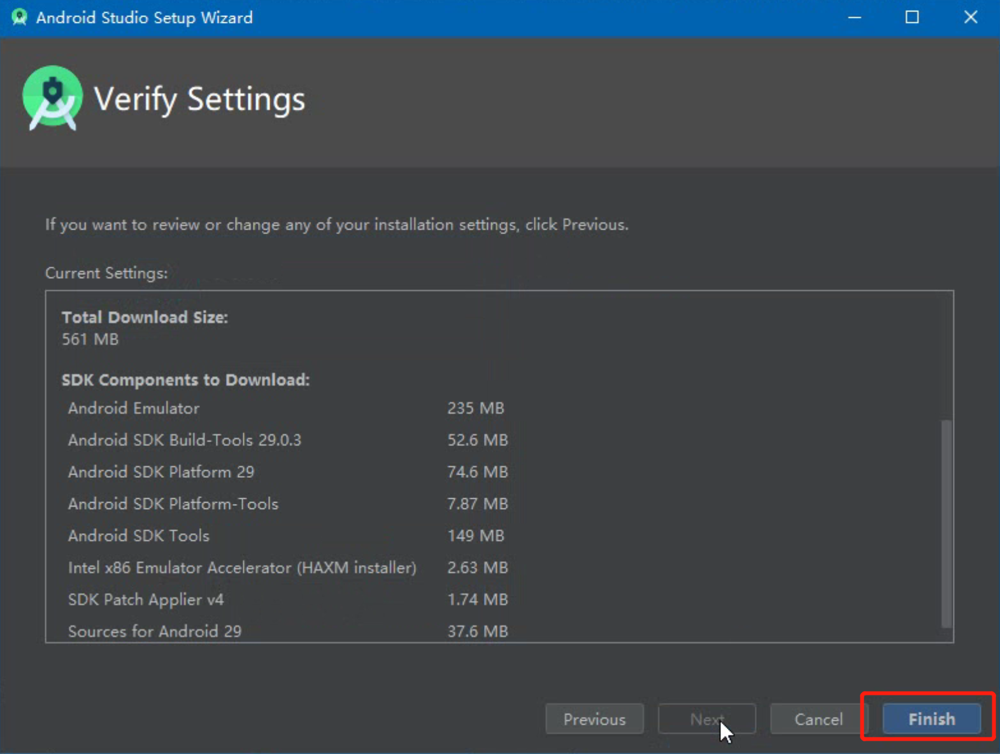 Android Studio Setup Wizard
Verify Settings
If you want to review or change any of your installation settings, click Previous.
Current Settings:
Total Download Size:
561 MB
SDK Components to Download:
Android Emulator 235 MB
Android SDK Build-Tools 29.0.3 52.6 MB
Android SDK Platform 29 74.6 MB
Android SDK Platform-Tools 7.87 MB
Android SDK Tools 149 MB
Intel x86 Emulator Accelerator (HAXM installer) 2.63 MB
SDK Patch Applier v4 1.74 MB
Sources for Android 29 37.6 MB
Previous Next Cancel Finish